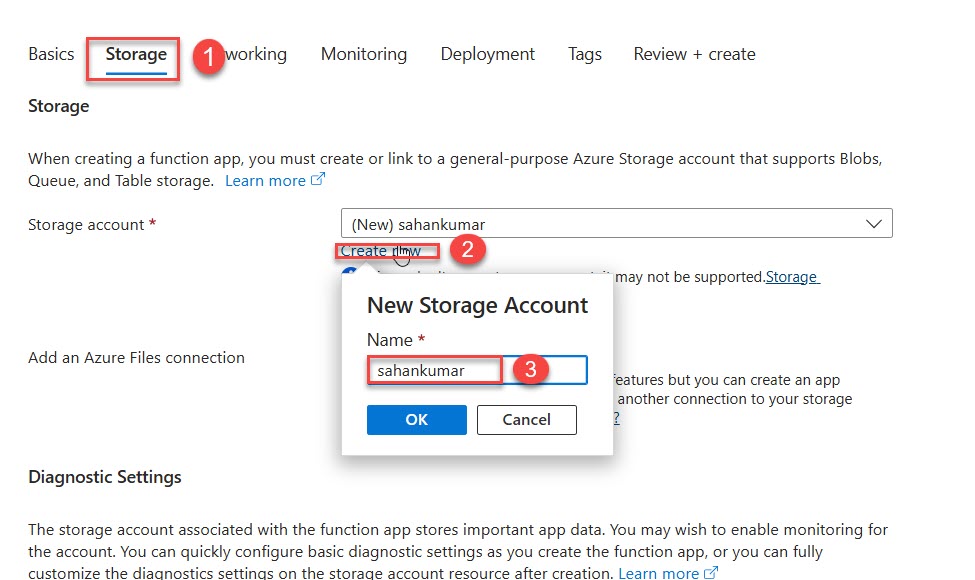 Basics Storage 1 working Monitoring Deployment Tags Review + create
Storage
When creating a function app, you must create or link to a general-purpose Azure Storage account that supports Blobs,
Queue, and Table storage. Learn more
Storage account *
(New) sahankumar
Create 2
may not be supported.Storage
New Storage Account
Name *
sahankumar 3
OK Cancel
Add an Azure Files connection
features but you can create an app
another connection to your storage
?
Diagnostic Settings
The storage account associated with the function app stores important app data. You may wish to enable monitoring for
the account. You can quickly configure basic diagnostic settings as you create the function app, or you can fully
customize the diagnostics settings on the storage account resource after creation. Learn more